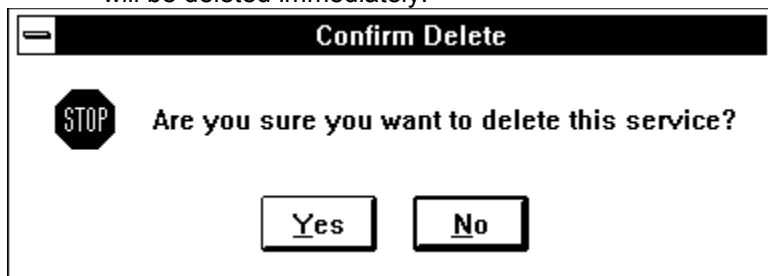 will be deleted immediately.
Confirm Delete
STOP
Are you sure you want to delete this service?
Yes No